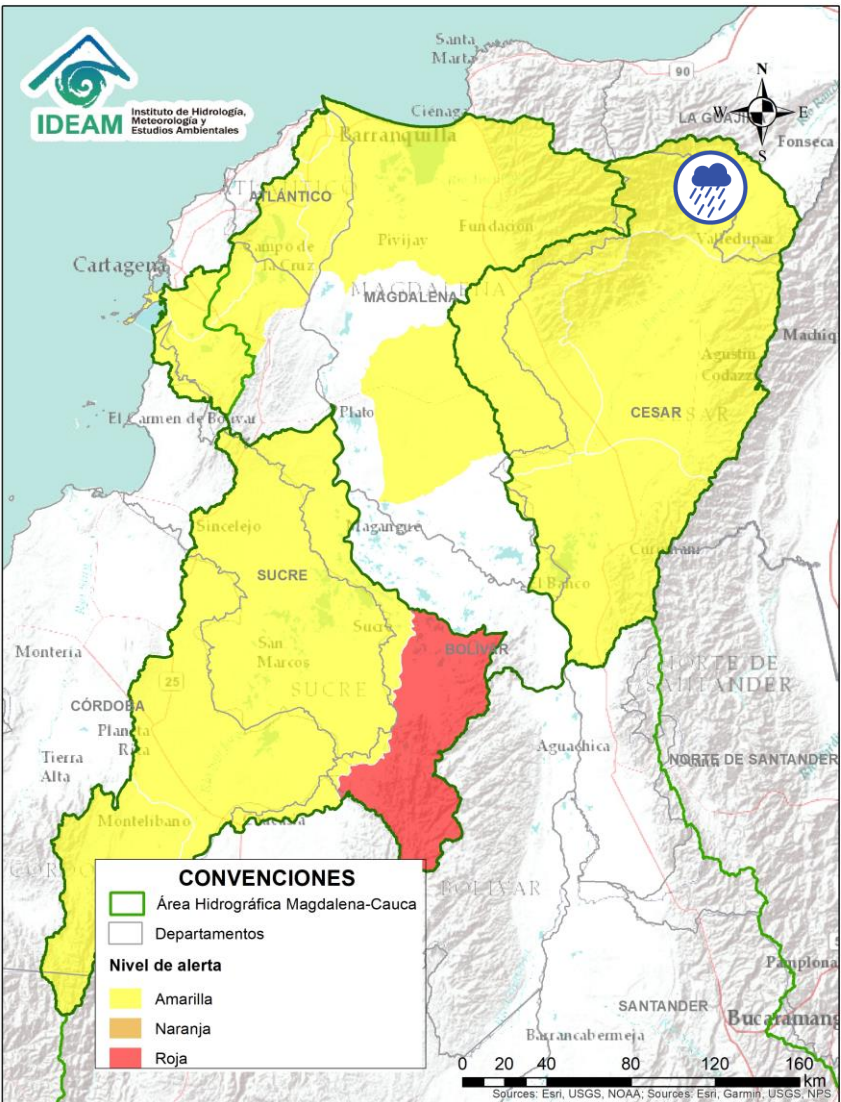 IDEAM
Instituto de Hidrología,
Meteorología y
Estudios Ambientales
Santa
Marta
90
N
W
E
S
Ciénaga
LA GUAJIRA
Fonseca
Barranquilla
ATLÁNTICO
Valledupar
Campo de
la Cruz
Pivijay
Fundación
Cartagena
MAGDALENA
Agustín
Codazzi
El Carmen de Bolívar
Plato
CESAR
Sincelejo
Magangué
SUCRE
El Banco
Montería
San
Marcos
Sucre
BOLÍVAR
SUCRE
NORTE DE
SANTANDER
25
CÓRDOBA
Planeta
Rica
Tierra
Alta
Aguachica
NORTE DE SANTANDER
Montelíbano
BOLÍVAR
CONVENCIONES
Área Hidrográfica Magdalena-Cauca
Departamentos
Nivel de alerta
Amarilla
Naranja
Roja
Pamplona
SANTANDER
Bucaramang
Barrancabermeja
0 20 40 80 120 160
km
Sources: Esri, USGS, NOAA; Sources: Esri, Garmin, USGS, NPS